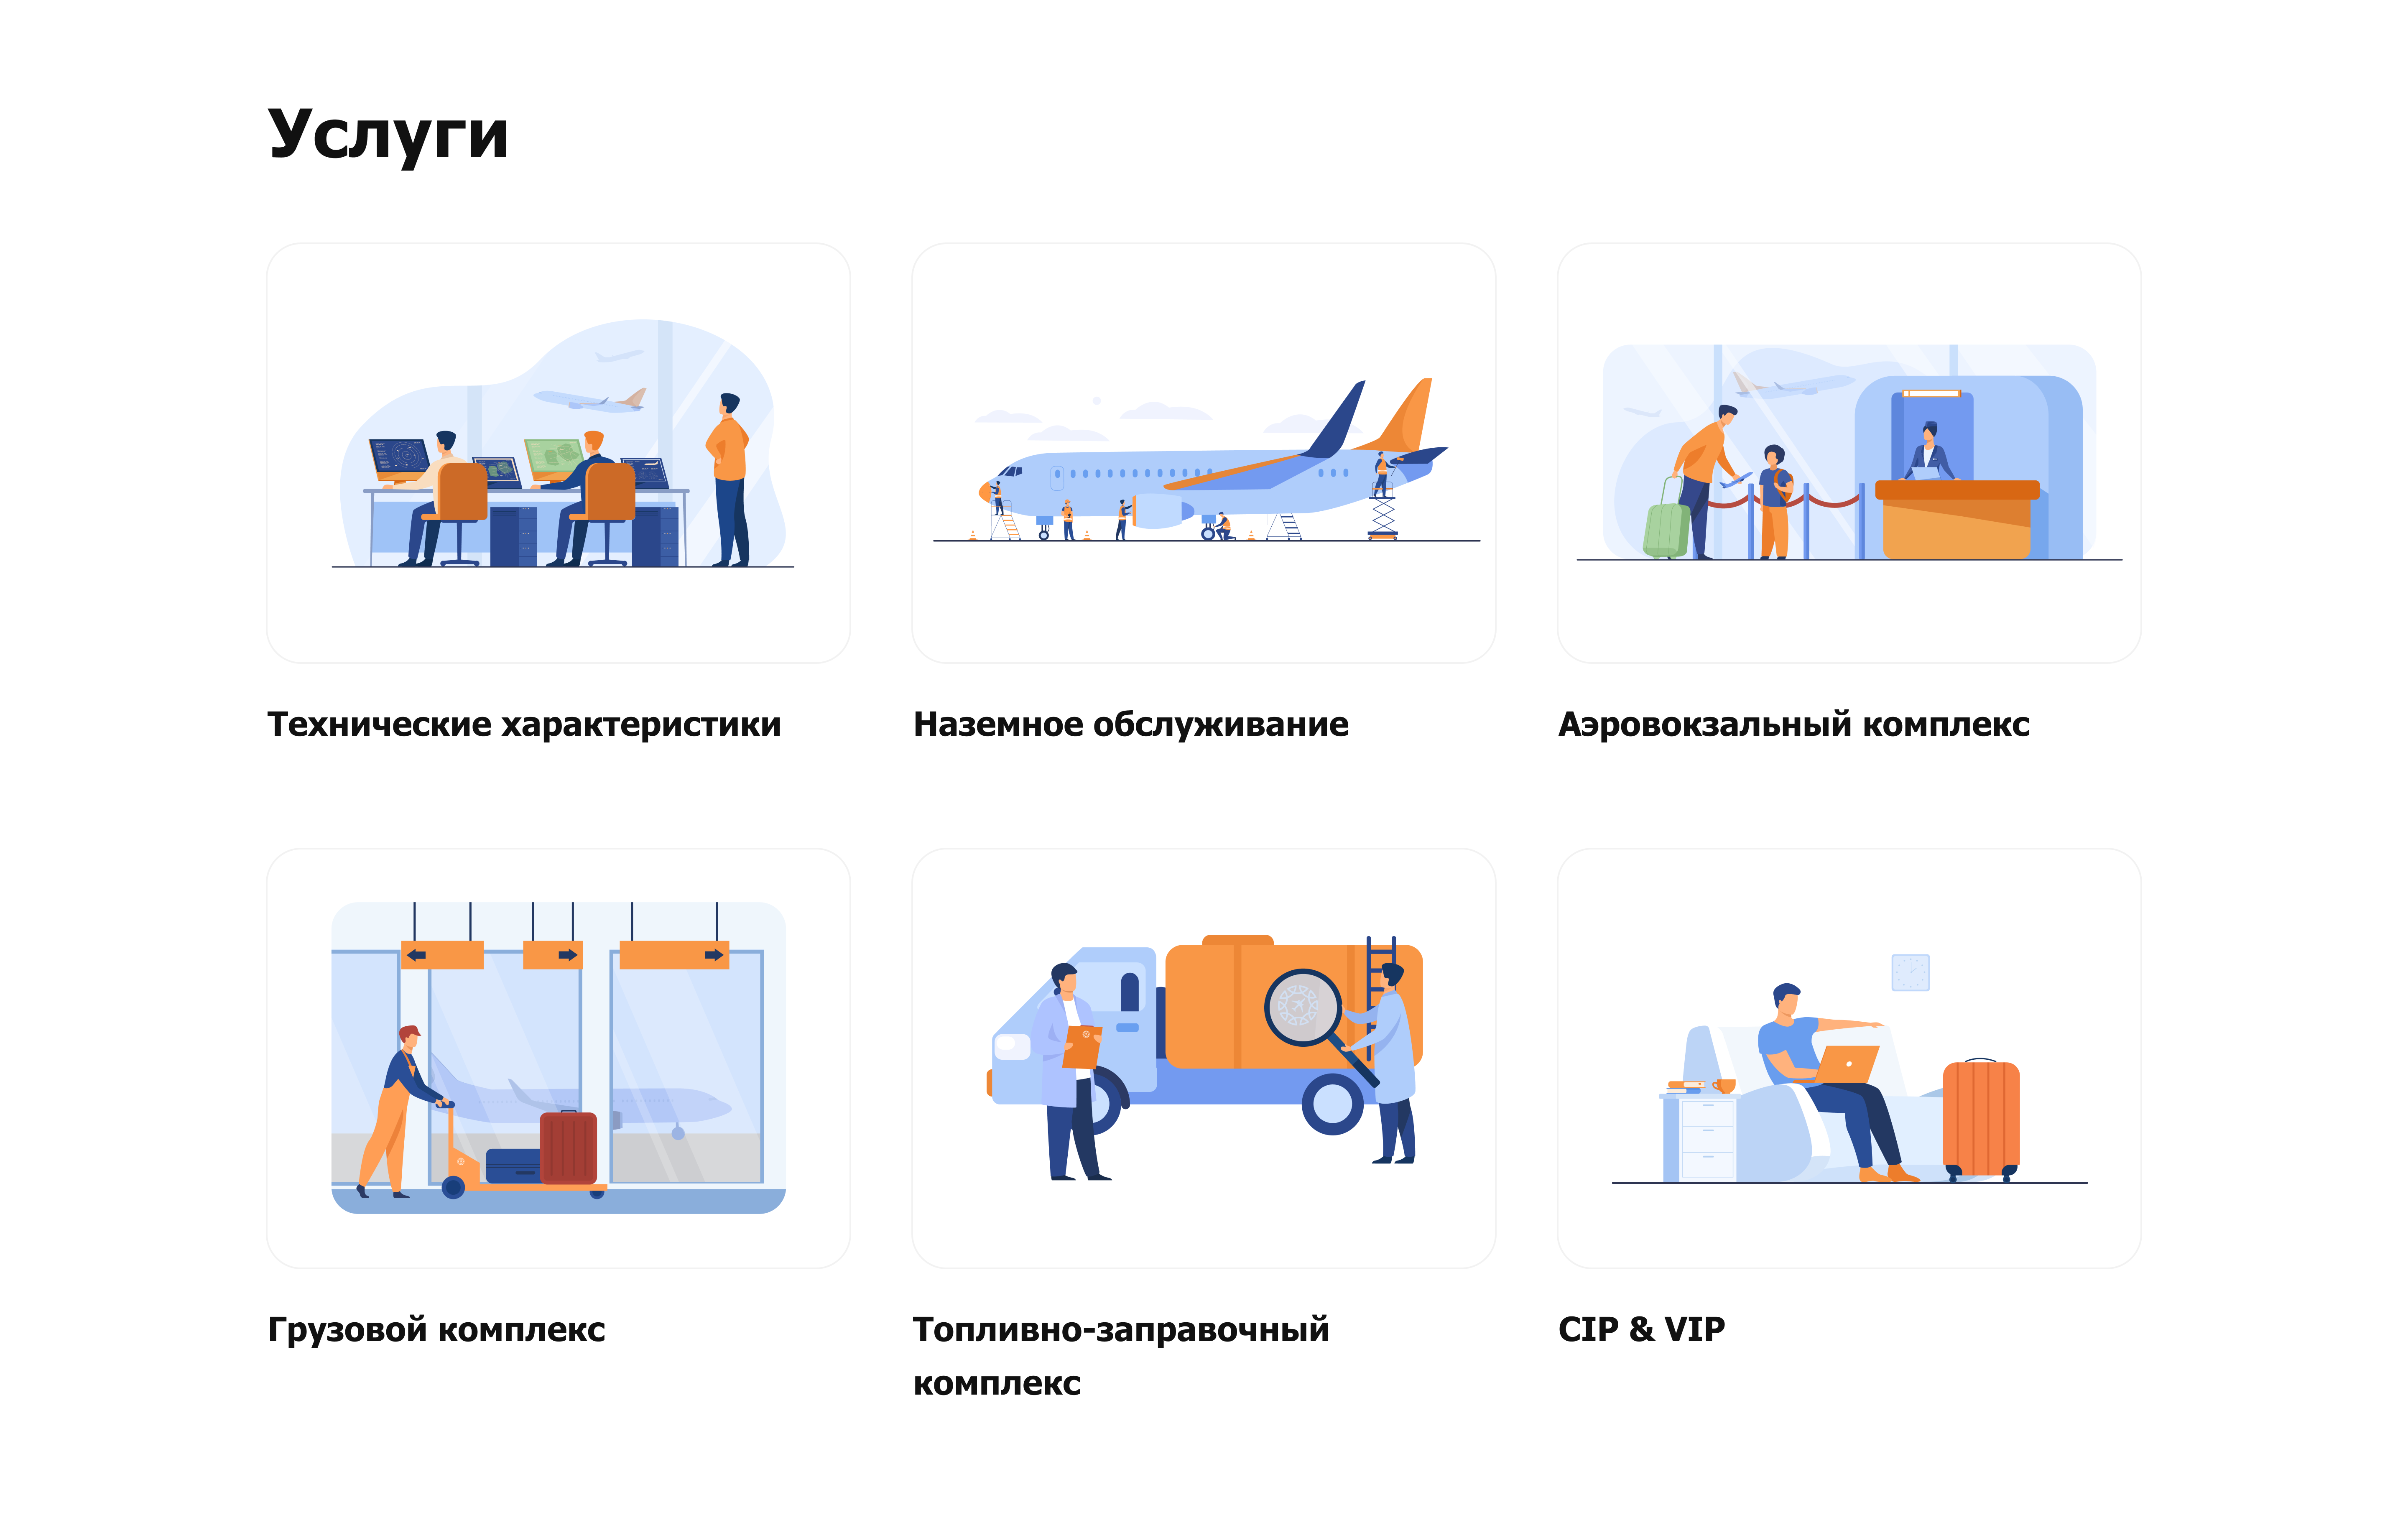 Услуги
Технические характеристики
Наземное обслуживание
Аэровокзальный комплекс
Грузовой комплекс
Топливно-заправочный
комплекс
CIP & VIP